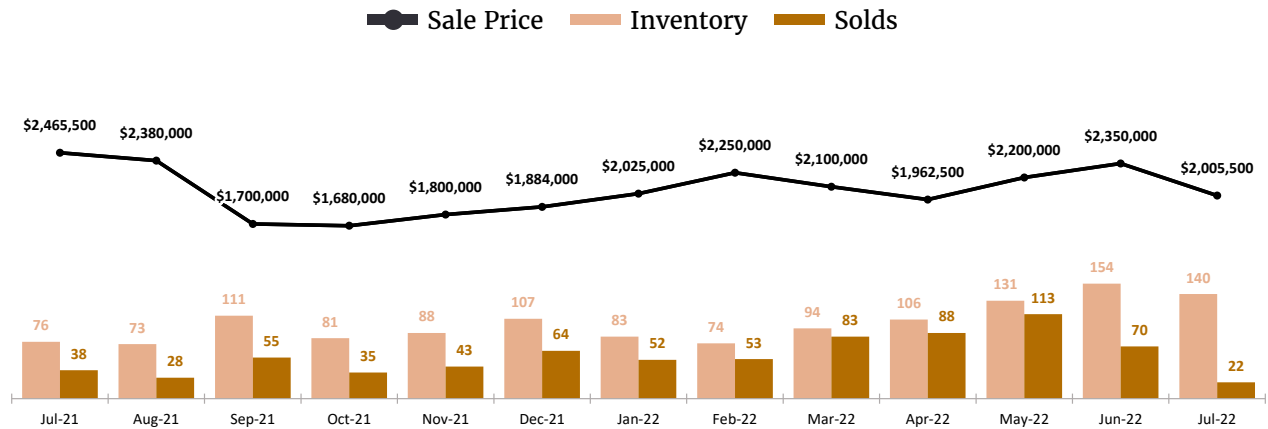 Sale Price Inventory Solds
$2,465,500 $2,380,000 $1,700,000 $1,680,000 $1,800,000 $1,884,000 $2,025,000 $2,250,000 $2,100,000 $1,962,500 $2,200,000 $2,350,000 $2,005,500
76 38 73 28 111 55 81 35 88 43 107 64 83 52 74 53 94 83 106 88 131 113 154 70 140 22
Jul-21 Aug-21 Sep-21 Oct-21 Nov-21 Dec-21 Jan-22 Feb-22 Mar-22 Apr-22 May-22 Jun-22 Jul-22